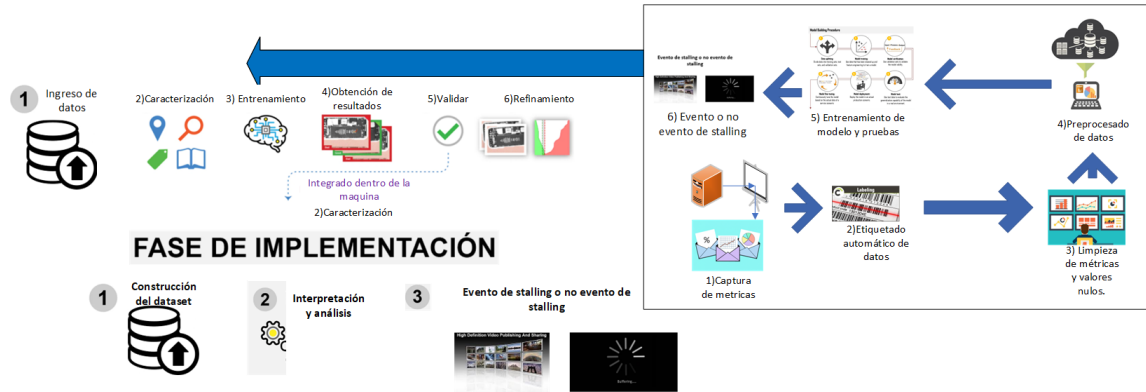 1
Ingreso de
datos
2)Caracterización
3) Entrenamiento
4)Obtención de
resultados
5)Validar
6)Refinamiento
Integrado dentro de la
maquina
2)Caracterización
FASE DE IMPLEMENTACIÓN
1
Construcción
del dataset
2
Interpretación
y análisis
3
Evento de stalling o no evento de
stalling
High Definition Video Publishing And Sharing
Buffering...
Evento de stalling o no evento de
stalling
6) Evento o no
evento de stalling
Model Building Procedure
5) Entrenamiento de
modelo y pruebas
4)Preprocesado
de datos
%
1)Captura
de metricas
Labeling
2)Etiquetado
automático de
datos
3) Limpieza
de métricas
y valores
nulos.